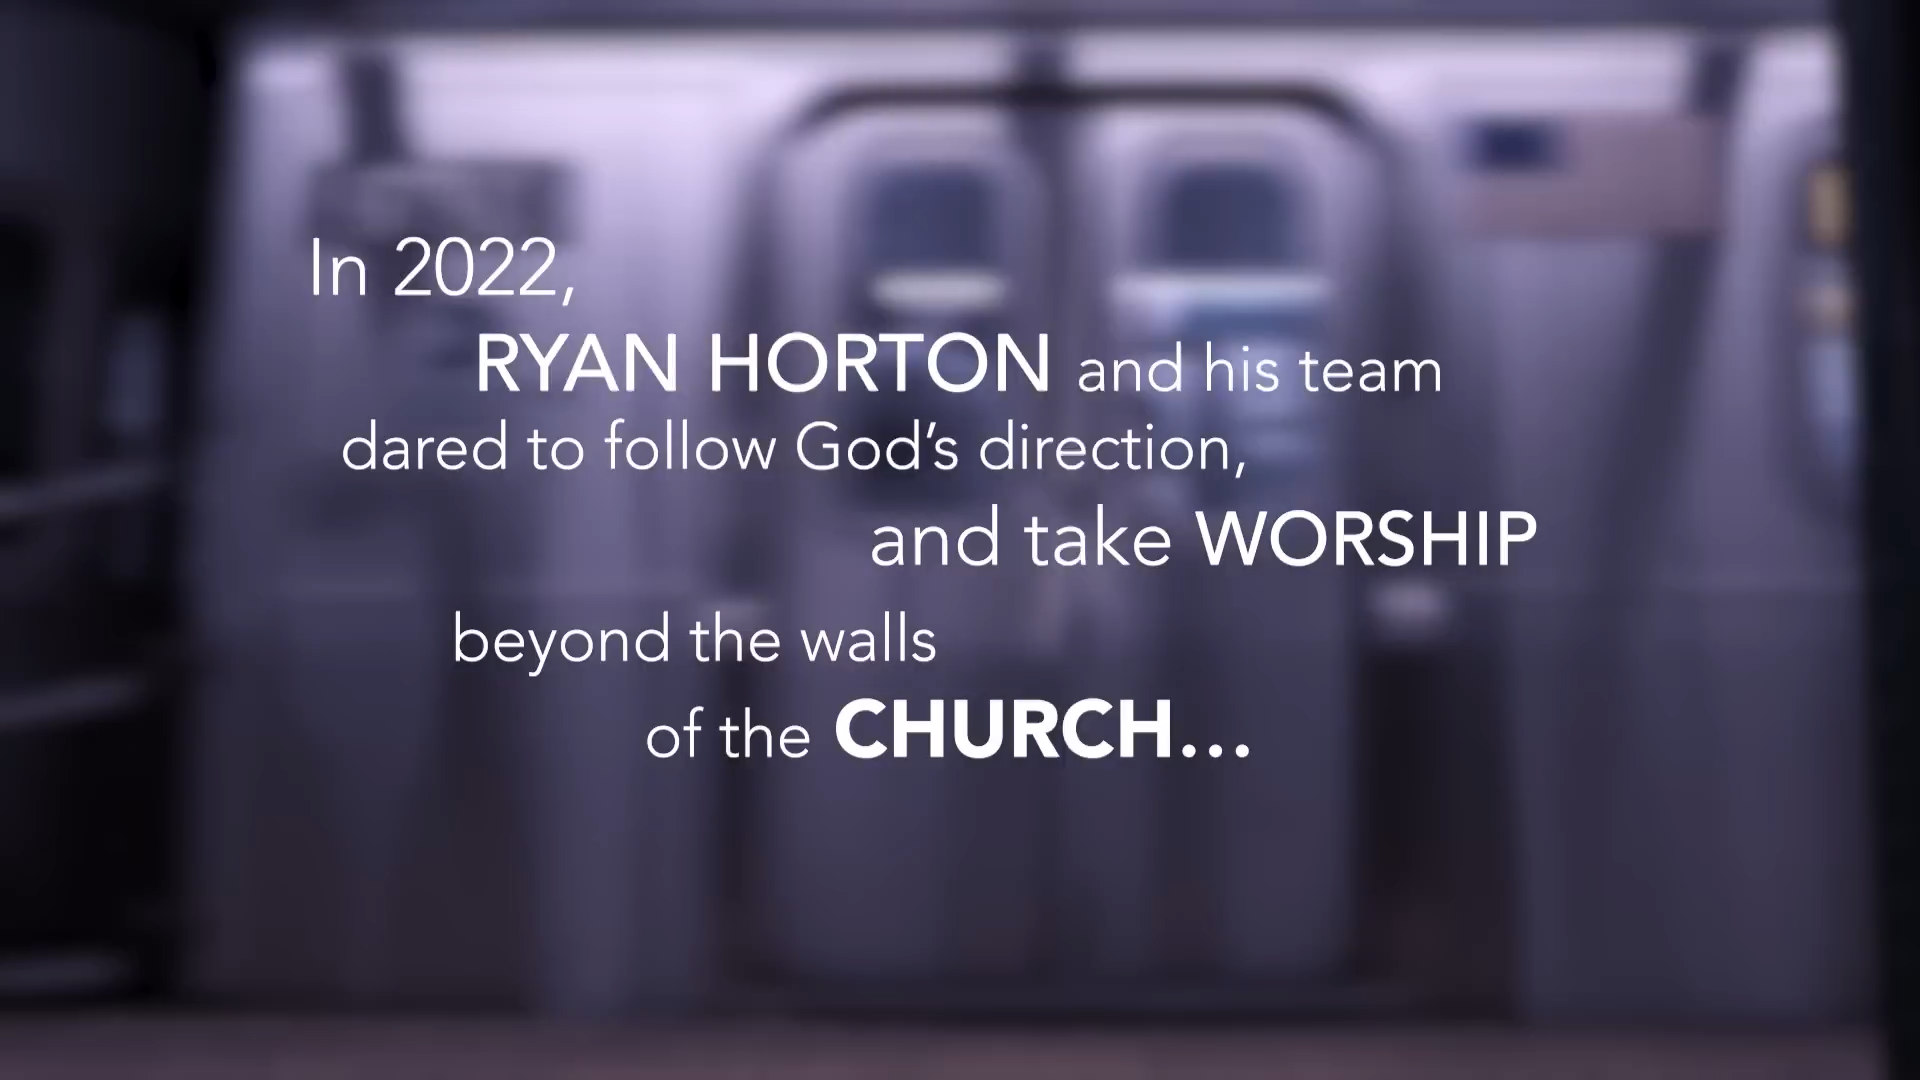 In 2022,
RYAN HORTON and his team
dared to follow God’s direction,
and take WORSHIP
beyond the walls
of the CHURCH...